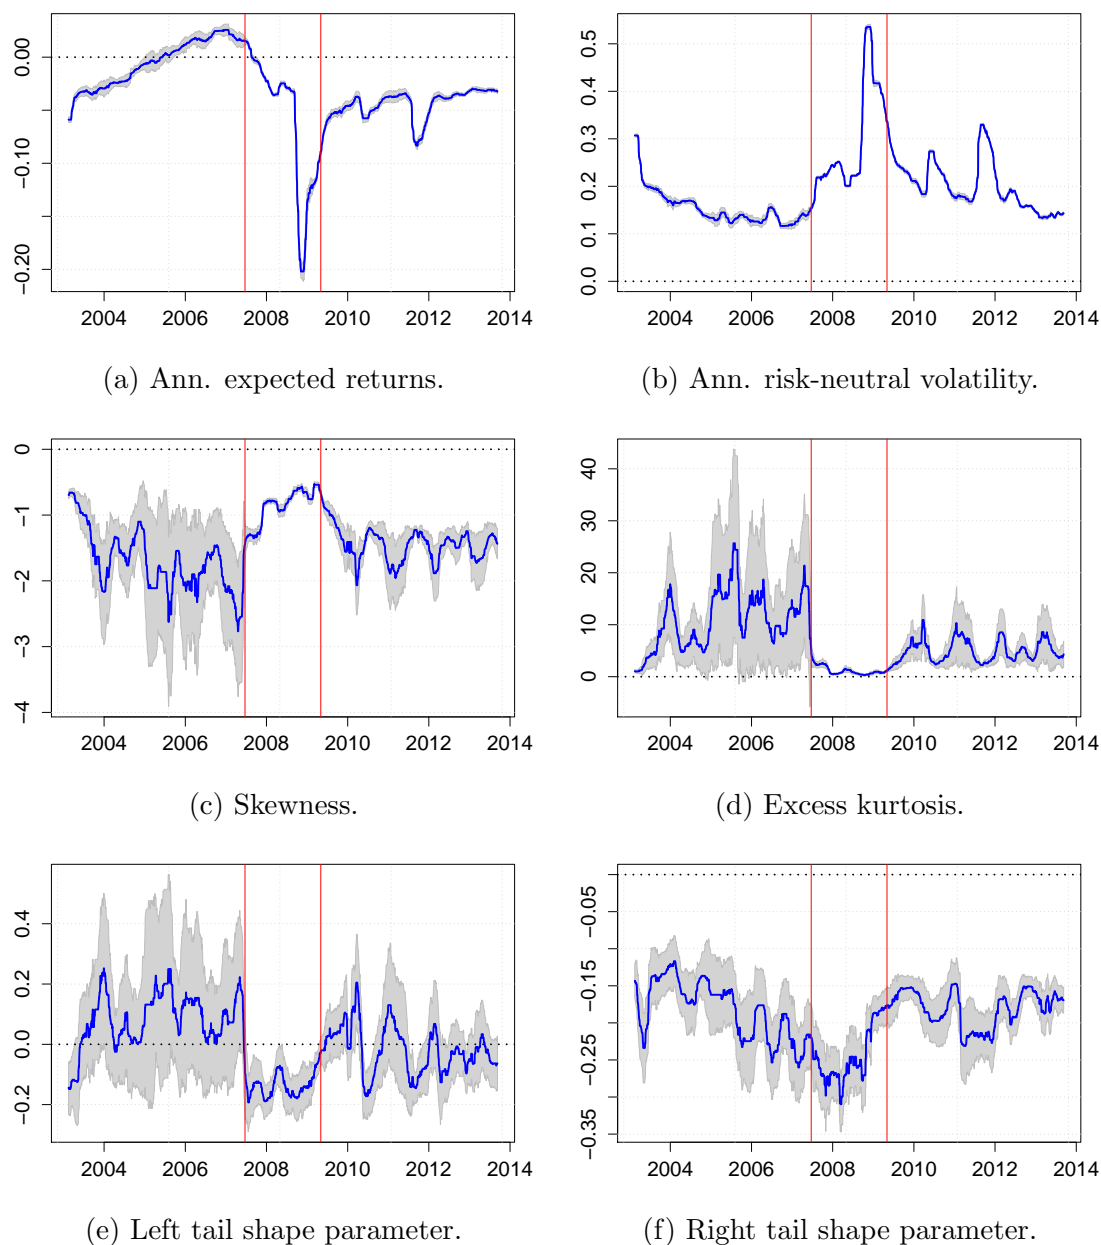 0.00
−0.10
−0.20
2004 2006 2008 2010 2012 2014
(a) Ann. expected returns.
0.5
0.4
0.3
0.2
0.1
0.0
2004 2006 2008 2010 2012 2014
(b) Ann. risk-neutral volatility.
0
−1
−2
−3
−4
2004 2006 2008 2010 2012 2014
(c) Skewness.
40
30
20
10
0
2004 2006 2008 2010 2012 2014
(d) Excess kurtosis.
0.4
0.2
0.0
−0.2
2004 2006 2008 2010 2012 2014
(e) Left tail shape parameter.
−0.05
−0.15
−0.25
−0.35
2004 2006 2008 2010 2012 2014
(f) Right tail shape parameter.